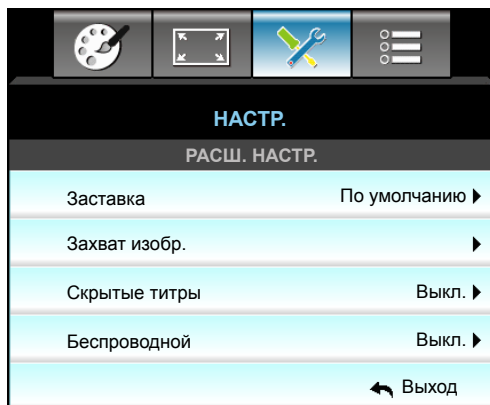 НАСТР.
РАСШ. НАСТР.
Заставка По умолчанию
Захват изобр.
Скрытые титры Выкл.
Беспроводной Выкл.
Выход